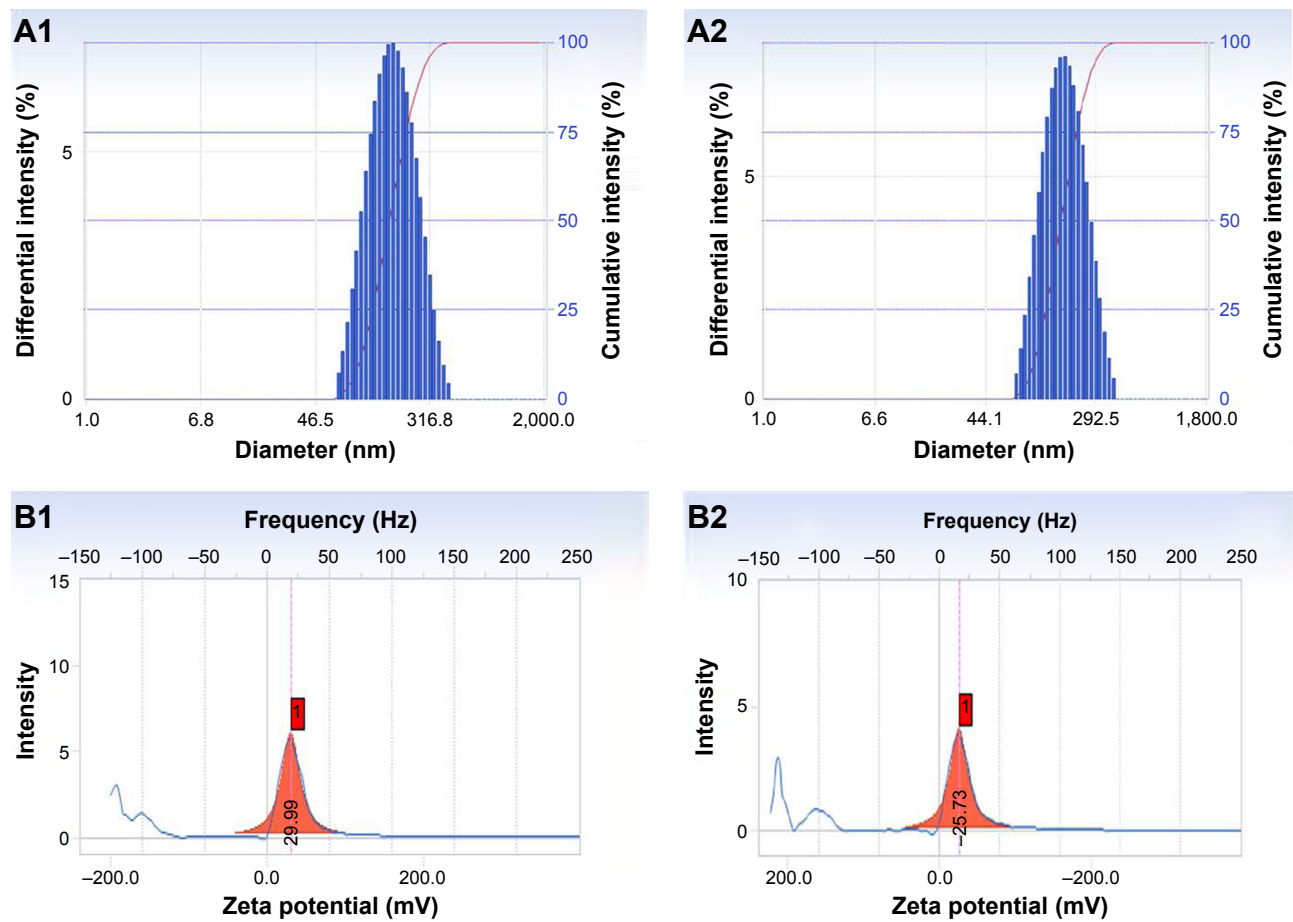 A1
Differential intensity (%)
5
0
100
75
50
25
0
Cumulative intensity (%)
1.0 6.8 46.5 316.8 2,000.0
Diameter (nm)
A2
Differential intensity (%)
5
0
100
75
50
25
0
Cumulative intensity (%)
1.0 6.6 44.1 292.5 1,800.0
Diameter (nm)
B1
Frequency (Hz)
–150 –100 –50 0 50 100 150 200 250
15
10
5
0
Intensity
1
29.99
–200.0 0.0 200.0
Zeta potential (mV)
B2
Frequency (Hz)
–150 –100 –50 0 50 100 150 200 250
10
5
0
Intensity
1
–25.73
200.0 0.0 –200.0
Zeta potential (mV)